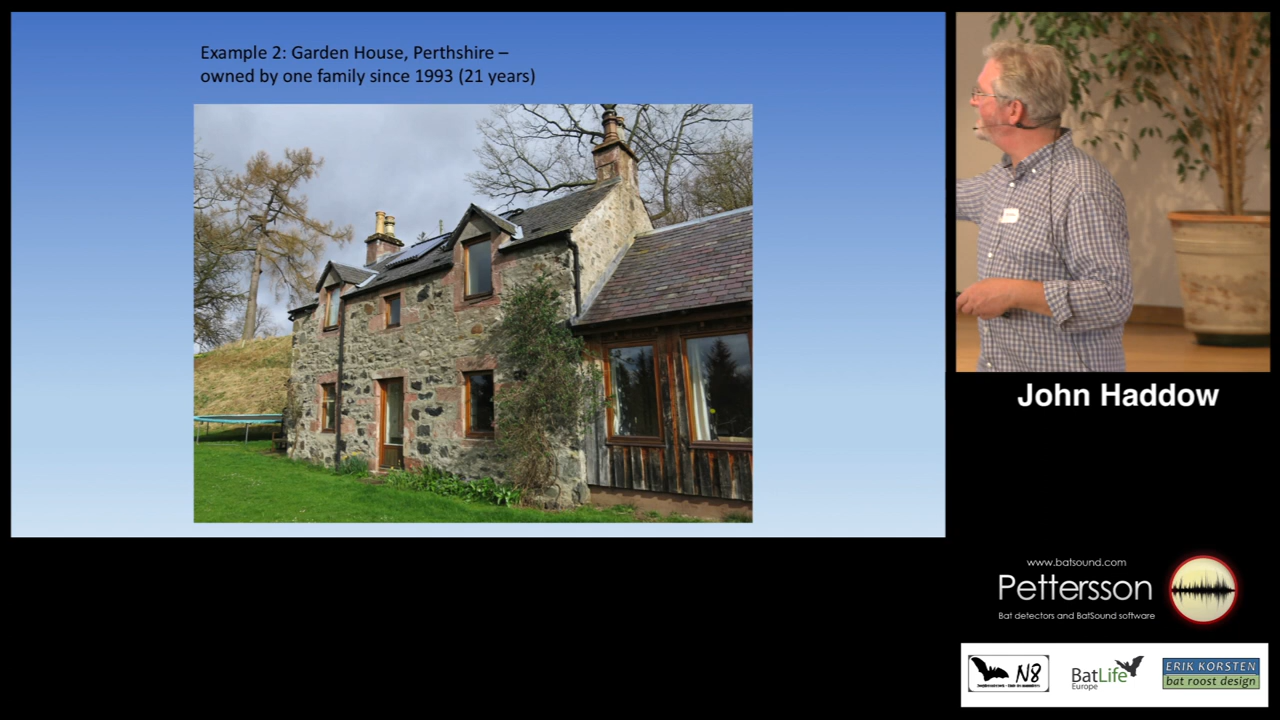 Example 2: Garden House, Perthshire –
owned by one family since 1993 (21 years)
John Haddow
www.batsound.com
Pettersson
Bat detectors and BatSound software
N8
BatLife
Europe
ERIK KORSTEN
bat roost design